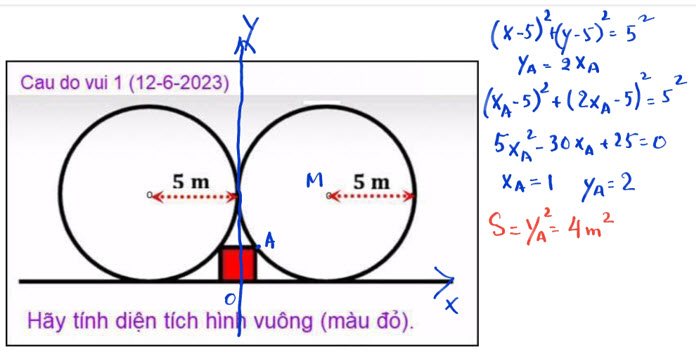 Cau do vui 1 (12-6-2023)
y
5 m
M
5 m
A
O
x
Hãy tính diện tích hình vuông (màu đỏ).
(x-5)²+(y-5)²=5²
y_A = 2x_A
(x_A-5)²+(2x_A-5)²=5²
5x_A²-30x_A+25=0
x_A=1 y_A=2
S=y_A²=4m²